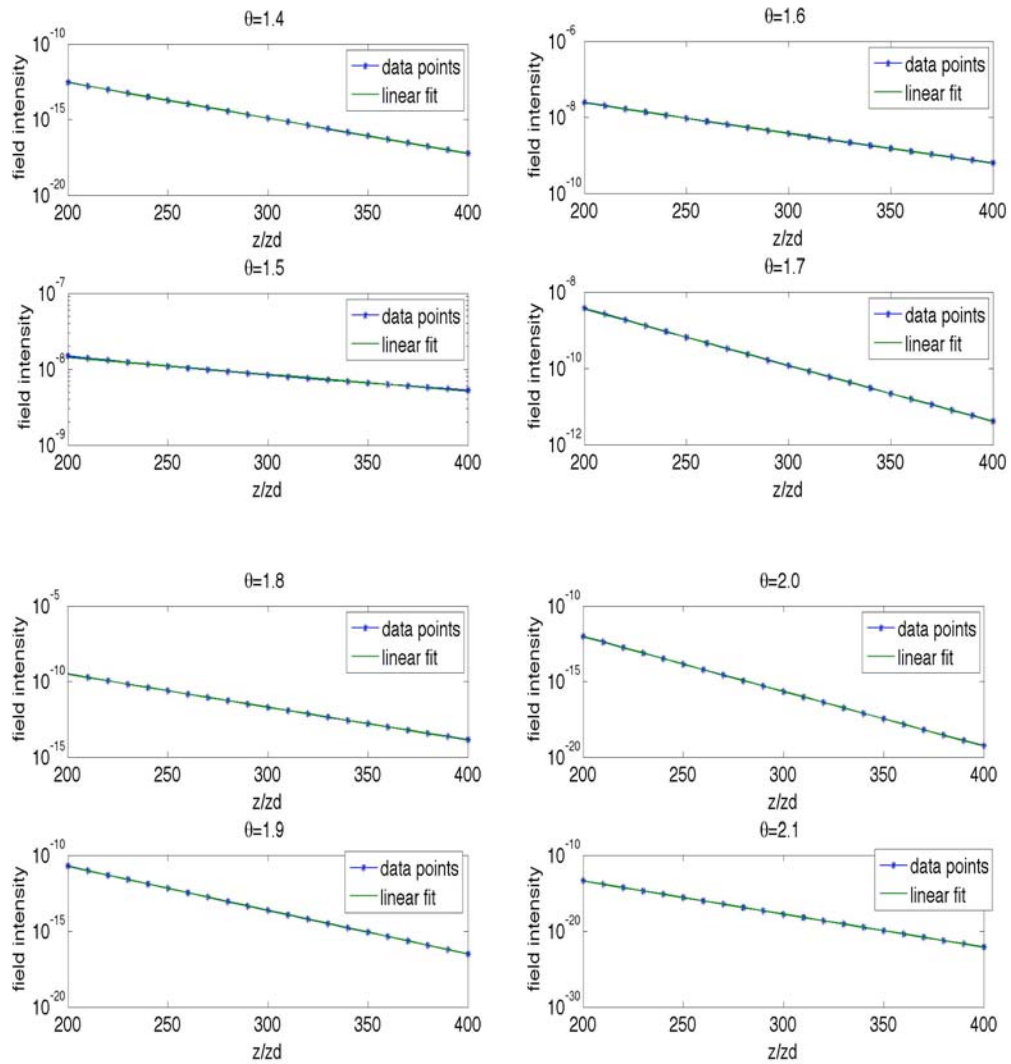 θ=1.4
field intensity
10-10
10-15
10-20
data points
linear fit
200 250 300 350 400
z/zd
θ=1.6
field intensity
10-6
10-8
10-10
data points
linear fit
200 250 300 350 400
z/zd
θ=1.5
field intensity
10-7
10-8
10-9
data points
linear fit
200 250 300 350 400
z/zd
θ=1.7
field intensity
10-8
10-10
10-12
data points
linear fit
200 250 300 350 400
z/zd
θ=1.8
field intensity
10-5
10-10
10-15
data points
linear fit
200 250 300 350 400
z/zd
θ=2.0
field intensity
10-10
10-15
10-20
data points
linear fit
200 250 300 350 400
z/zd
θ=1.9
field intensity
10-10
10-15
10-20
data points
linear fit
200 250 300 350 400
z/zd
θ=2.1
field intensity
10-10
10-20
10-30
data points
linear fit
200 250 300 350 400
z/zd